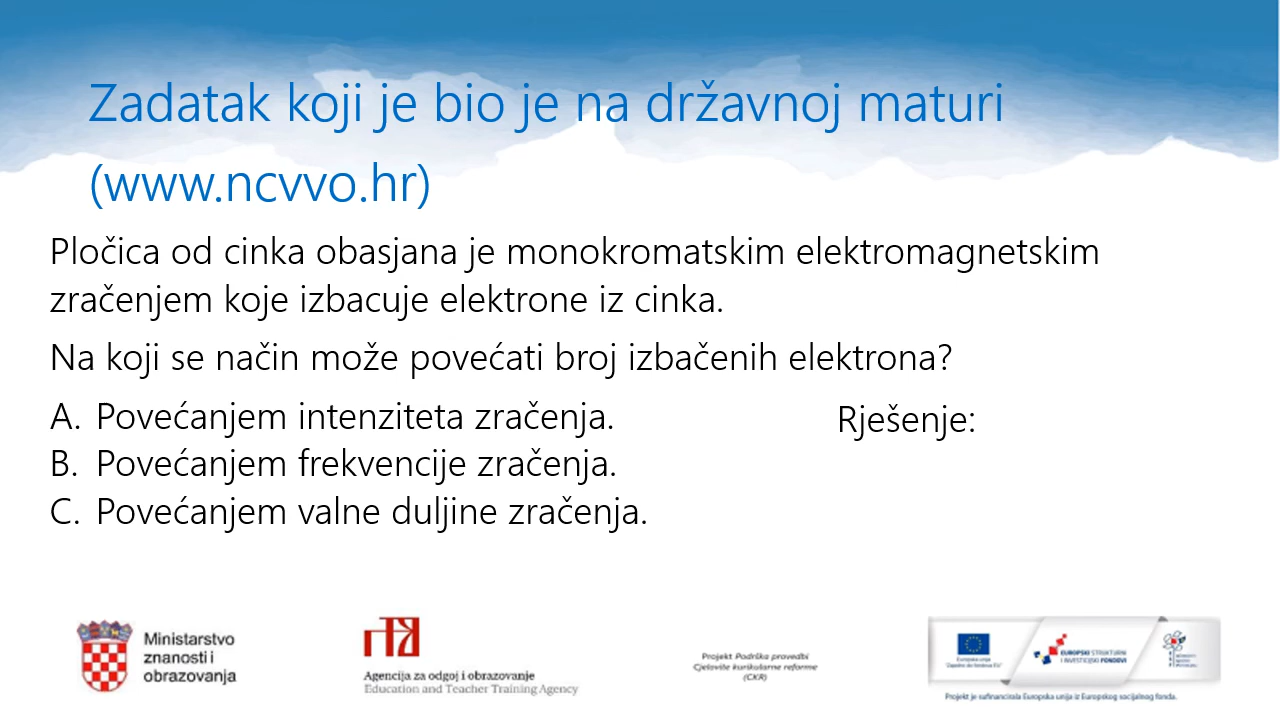 Zadatak koji je bio je na državnoj maturi
(www.ncvvo.hr)
Pločica od cinka obasjana je monokromatskim elektromagnetskim
zračenjem koje izbacuje elektrone iz cinka.
Na koji se način može povećati broj izbačenih elektrona?
A. Povećanjem intenziteta zračenja.
B. Povećanjem frekvencije zračenja.
C. Povećanjem valne duljine zračenja.
Rješenje:
Ministarstvo
znanosti i
obrazovanja
Agencija za odgoj i obrazovanje
Education and Teacher Training Agency
Projekt Podrška provedbi
Cjelovite kurikularne reforme
(CKR)
Europska unija
EUROPSKI STRUKTURNI
I INVESTICIJSKI FONDOVI
Projekt je sufinancirala Europska unija iz Europskog socijalnog fonda.